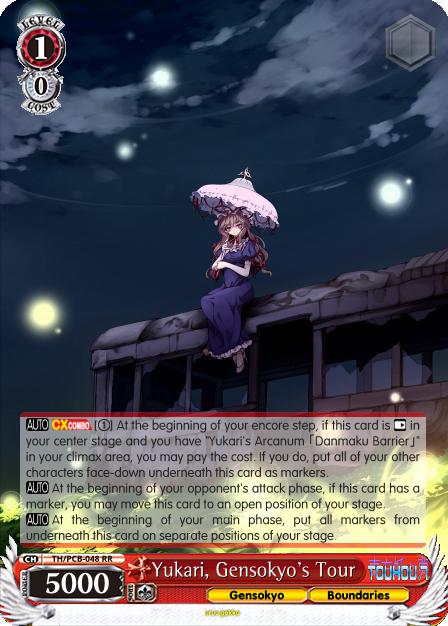 LEVEL
1
0
COST
AUTO CXCOMBO [①] At the beginning of your encore step, if this card is in
your center stage and you have "Yukari's Arcanum「Danmaku Barrier」"
in your climax area, you may pay the cost. If you do, put all of your other
characters face-down underneath this card as markers.
AUTO At the beginning of your opponent's attack phase, if this card has a
marker, you may move this card to an open position of your stage.
AUTO At the beginning of your main phase, put all markers from
underneath this card on separate positions of your stage.
CH TH/PCB-048 RR
POWER
5000
SOUL
Yukari, Gensokyo's Tour
TOUHOU
Gensokyo
Boundaries